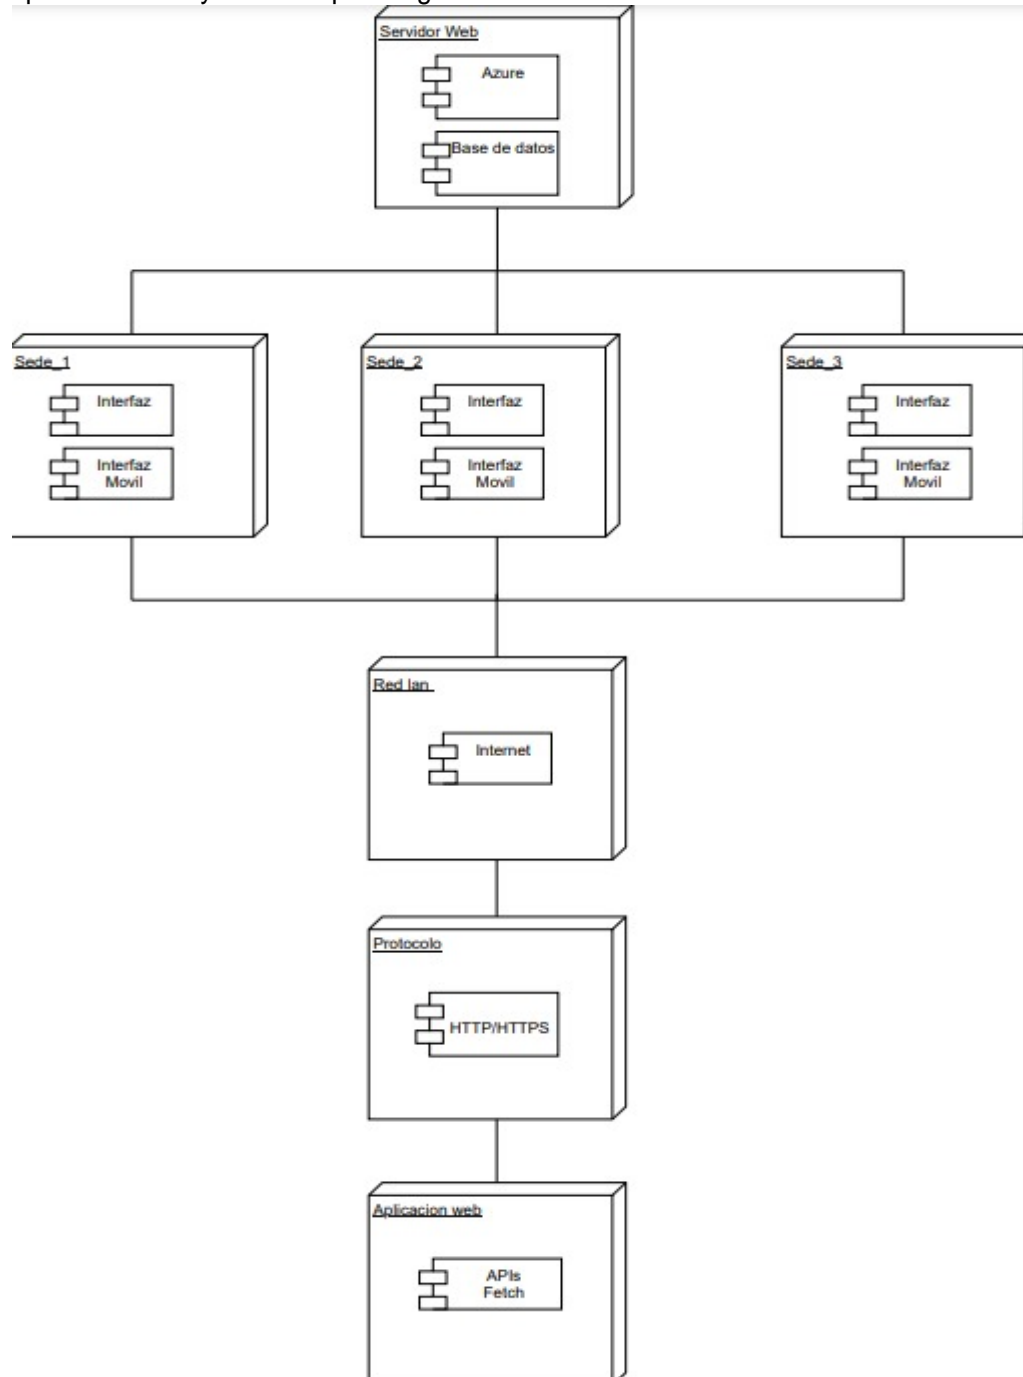 Servidor Web
Azure
Base de datos
Sede_1
Interfaz
Interfaz
Movil
Sede_2
Interfaz
Interfaz
Movil
Sede_3
Interfaz
Interfaz
Movil
Red lan
Internet
Protocolo
HTTP/HTTPS
Aplicacion web
APIs
Fetch